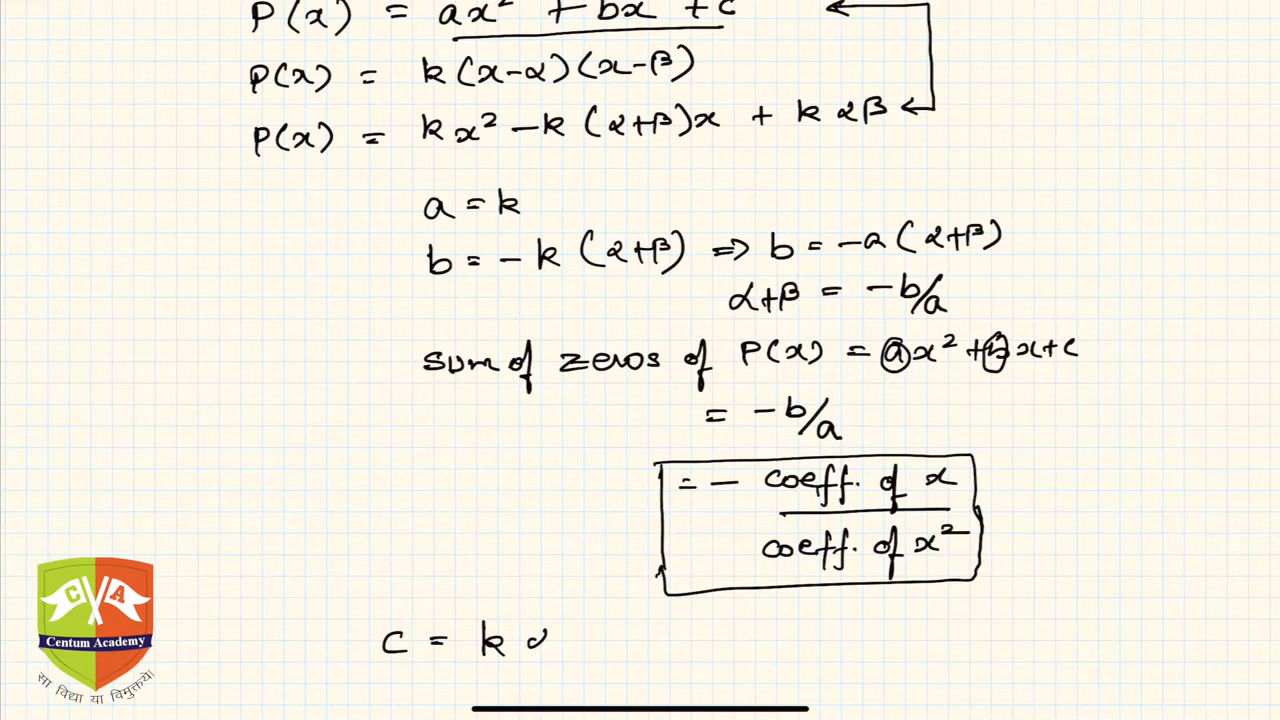 P(x) = ax² + bx + c
P(x) = k(x-α)(x-β)
P(x) = kx² - k(α+β)x + kαβ
a = k
b = -k(α+β) ⇒ b = -a(α+β)
α+β = -b/a
sum of zeros of P(x) = ax² + bx + c
= -b/a
= - coeff. of x
coeff. of x²
C A
Centum Academy
सा विद्या या विमुक्तये।
c = k